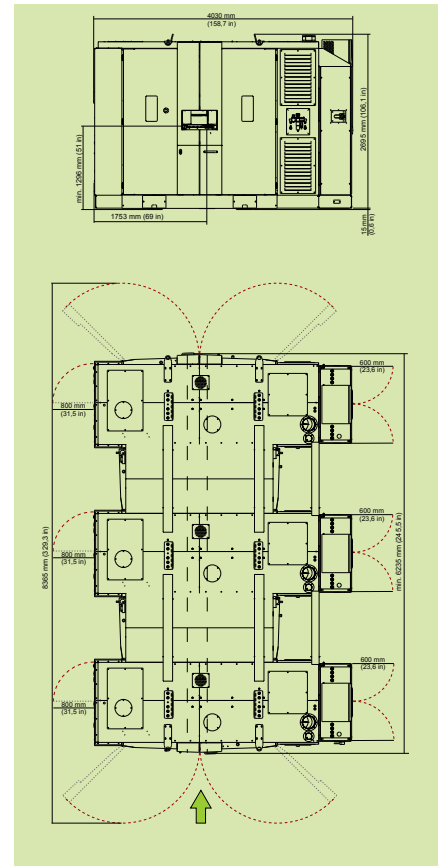 4030 mm
(158,7 in)
min. 1296 mm (51 in)
2695 mm (106,1 in)
1753 mm (69 in)
15 mm
(0,6 in)
600 mm
(23,6 in)
800 mm
(31,5 in)
8365 mm (329,3 in)
min. 6235 mm (245,5 in)
600 mm
(23,6 in)
800 mm
(31,5 in)
600 mm
(23,6 in)
800 mm
(31,5 in)